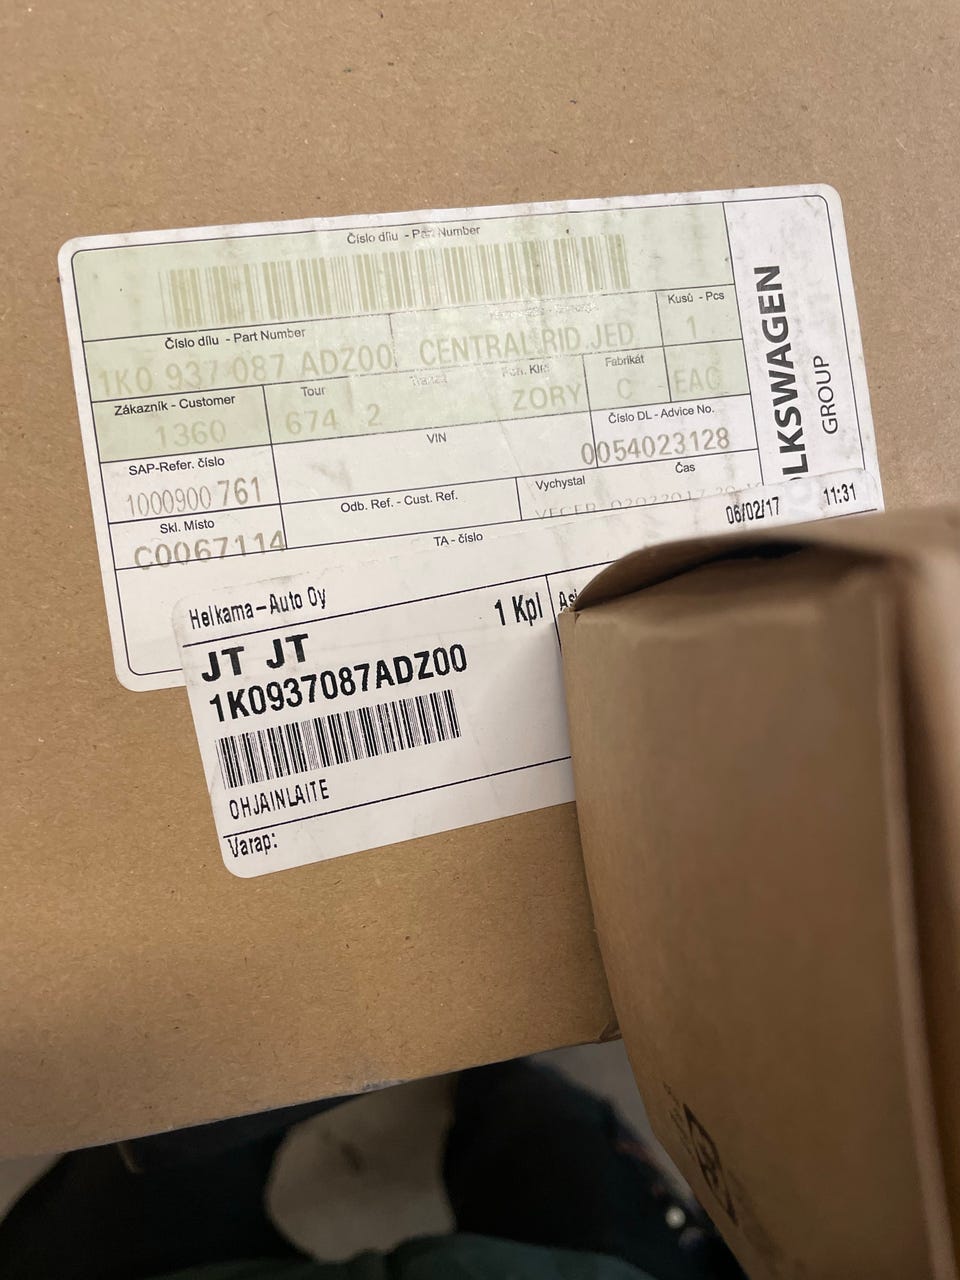 Číslo dílu - Part Number
Číslo dílu - Part Number
1K0 937 087 ADZ00
CENTRAL.RID.JED
Kusů - Pcs
1
Zákazník - Customer
1360
Tour
674 2
ZORY
Fabrikát
C
EAC
SAP-Refer. číslo
1000900 761
VIN
Číslo DL - Advice No.
0054023128
Skl. Místo
C0067114
Odb. Ref. - Cust. Ref.
Vychystal
Čas
TA - číslo
VOLKSWAGEN
GROUP
06/02/17 11:31
Helkama-Auto Oy
1 Kpl
JT JT
1K0937087ADZ00
OHJAINLAITE
Varap: